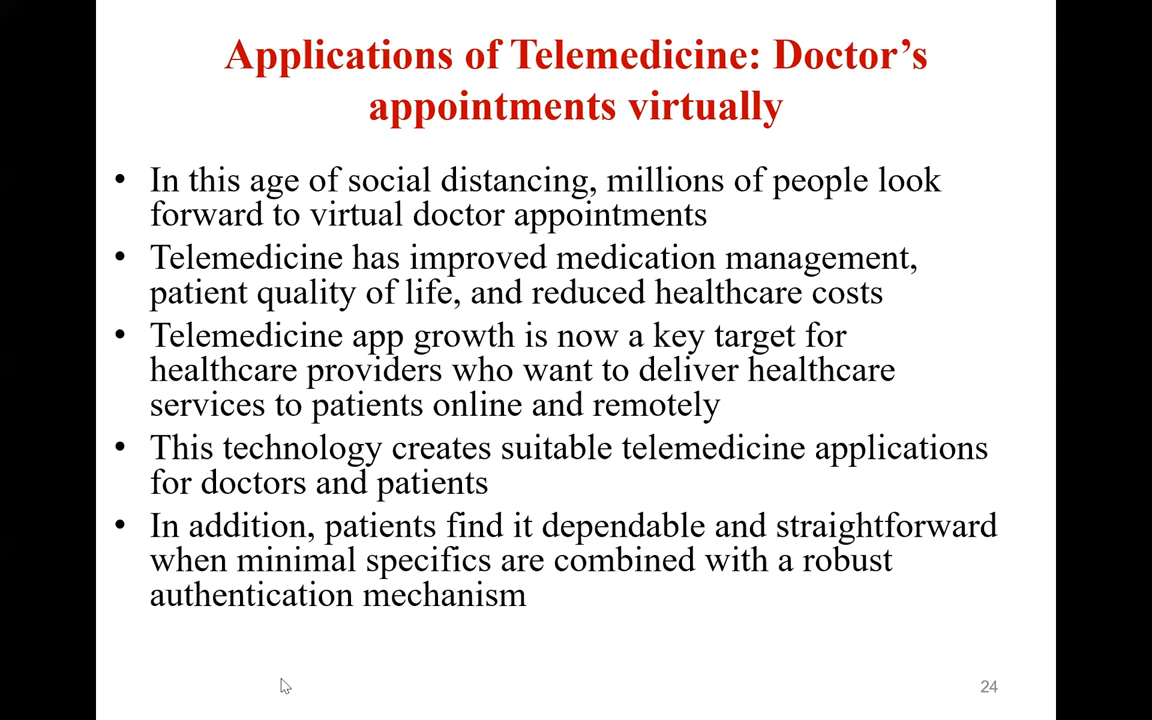 Applications of Telemedicine: Doctor’s
appointments virtually
• In this age of social distancing, millions of people look
forward to virtual doctor appointments
• Telemedicine has improved medication management,
patient quality of life, and reduced healthcare costs
• Telemedicine app growth is now a key target for
healthcare providers who want to deliver healthcare
services to patients online and remotely
• This technology creates suitable telemedicine applications
for doctors and patients
• In addition, patients find it dependable and straightforward
when minimal specifics are combined with a robust
authentication mechanism
24